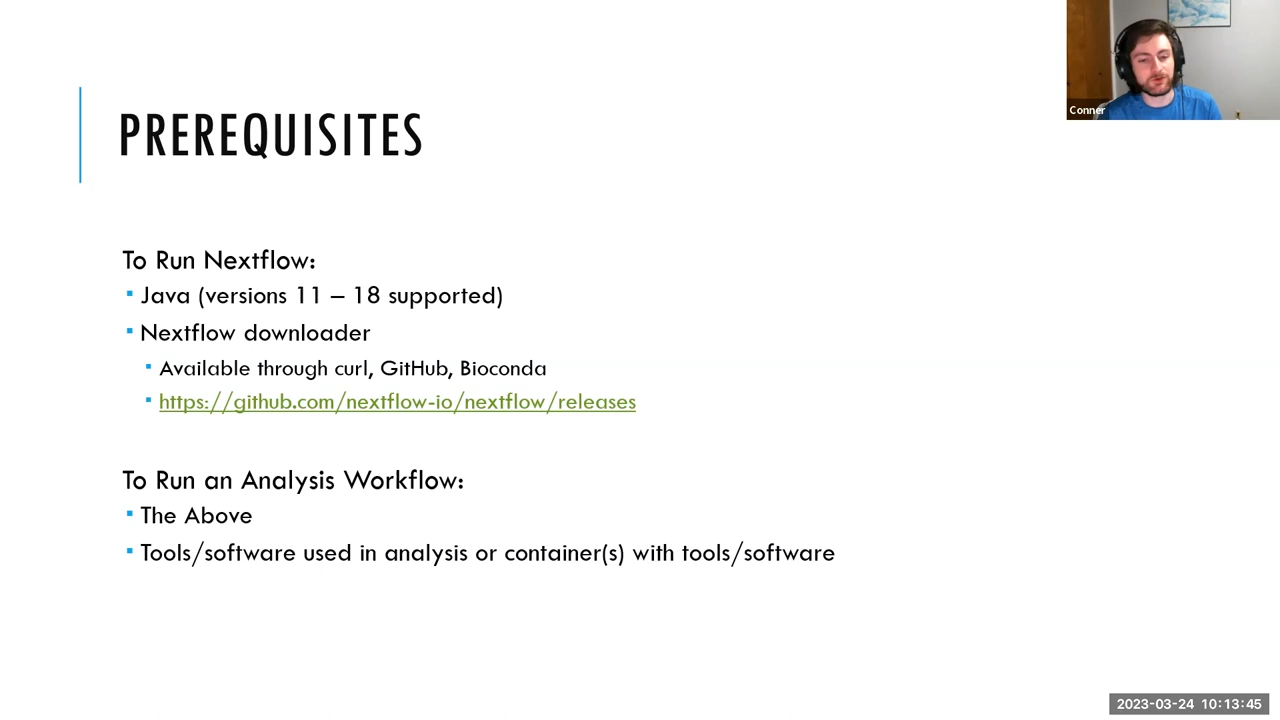 Conner
PREREQUISITES
To Run Nextflow:
▪ Java (versions 11 – 18 supported)
▪ Nextflow downloader
▪ Available through curl, GitHub, Bioconda
▪ https://github.com/nextflow-io/nextflow/releases
To Run an Analysis Workflow:
▪ The Above
▪ Tools/software used in analysis or container(s) with tools/software
2023-03-24 10:13:45